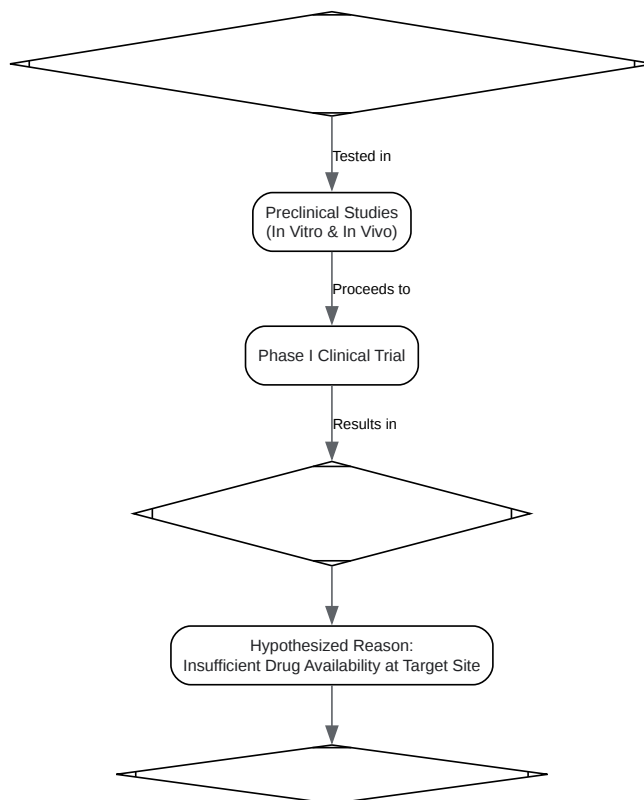 Tested in
Preclinical Studies
(In Vitro & In Vivo)
Proceeds to
Phase I Clinical Trial
Results in
Hypothesized Reason:
Insufficient Drug Availability at Target Site